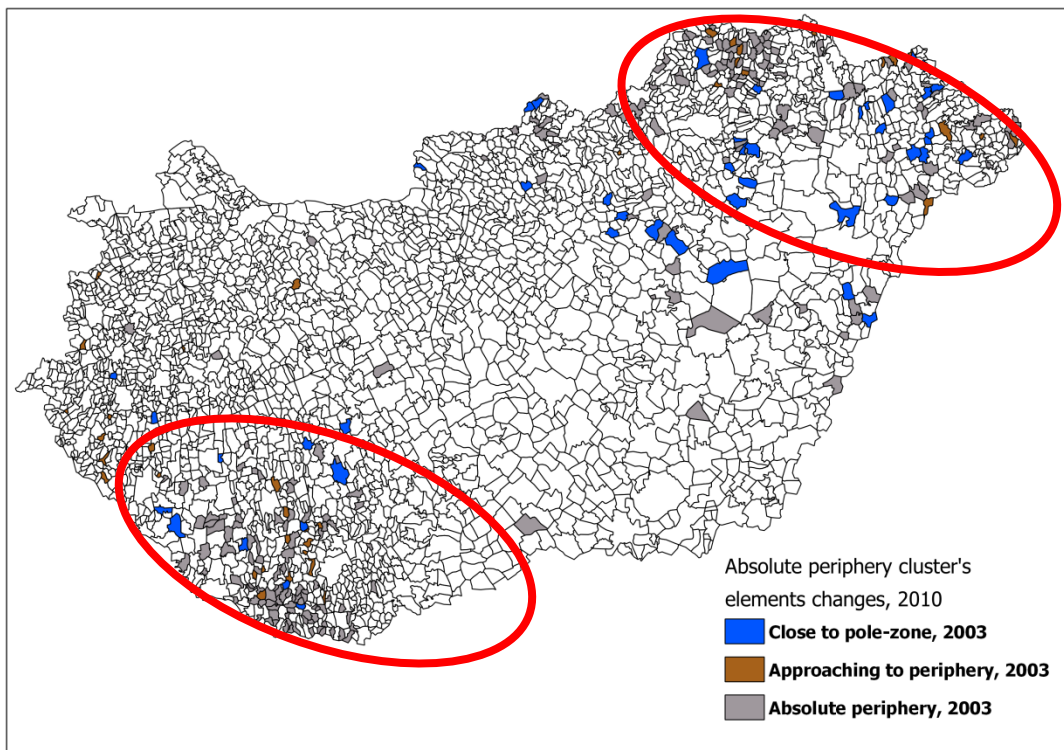 Absolute periphery cluster's
elements changes, 2010
Close to pole-zone, 2003
Approaching to periphery, 2003
Absolute periphery, 2003